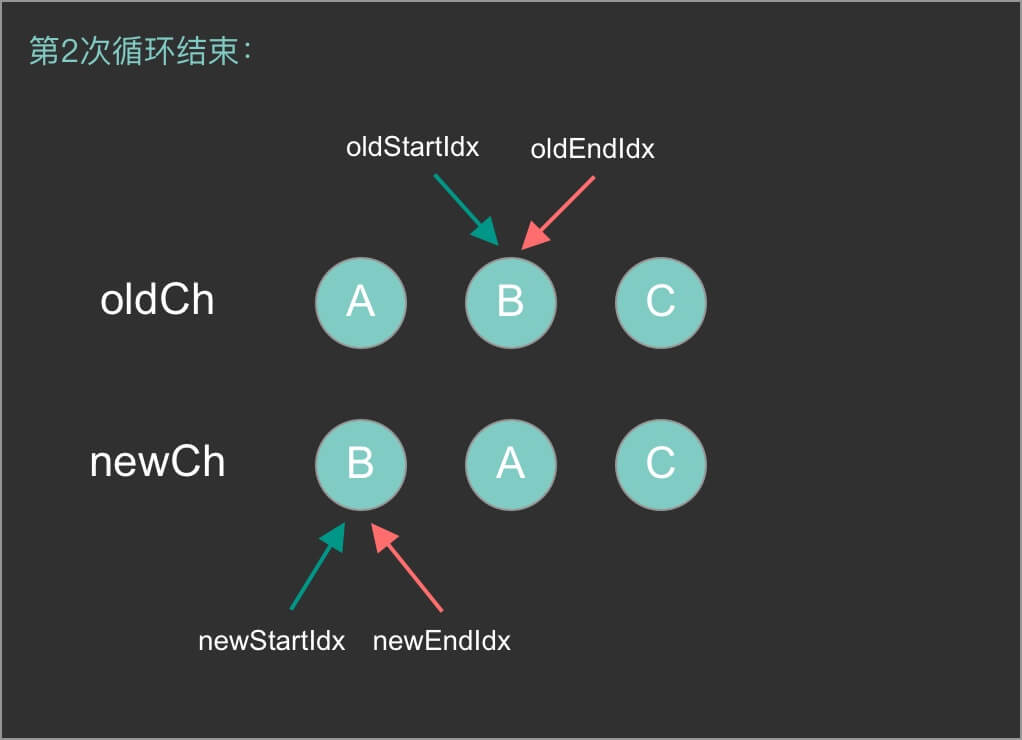 第2次循环结束：
oldStartIdx oldEndIdx
oldCh A B C
newCh B A C
newStartIdx newEndIdx